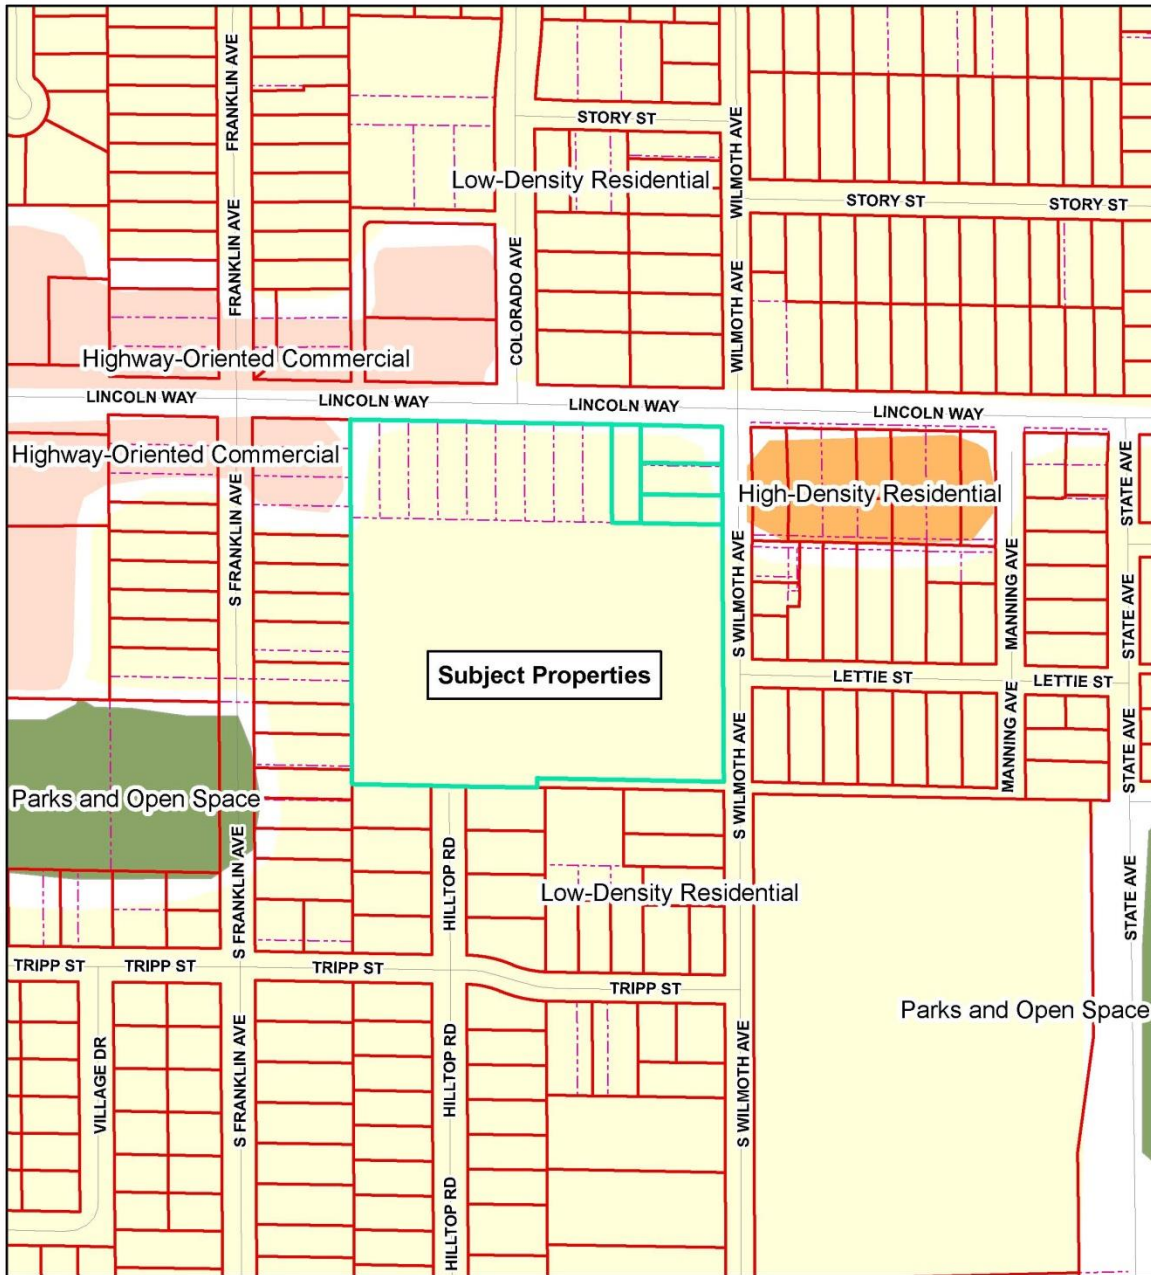 FRANKLIN AVE
STORY ST
WILMOTH AVE
Low-Density Residential
STORY ST
STORY ST
FRANKLIN AVE
COLORADO AVE
WILMOTH AVE
Highway-Oriented Commercial
LINCOLN WAY
LINCOLN WAY
LINCOLN WAY
LINCOLN WAY
Highway-Oriented Commercial
S FRANKLIN AVE
High-Density Residential
STATE AVE
S WILMOTH AVE
MANNING AVE
STATE AVE
Subject Properties
LETTIE ST
LETTIE ST
S WILMOTH AVE
MANNING AVE
STATE AVE
Parks and Open Space
S FRANKLIN AVE
HILLTOP RD
Low-Density Residential
STATE AVE
TRIPP ST
TRIPP ST
TRIPP ST
TRIPP ST
Parks and Open Space
VILLAGE DR
S FRANKLIN AVE
HILLTOP RD
S WILMOTH AVE
HILLTOP RD